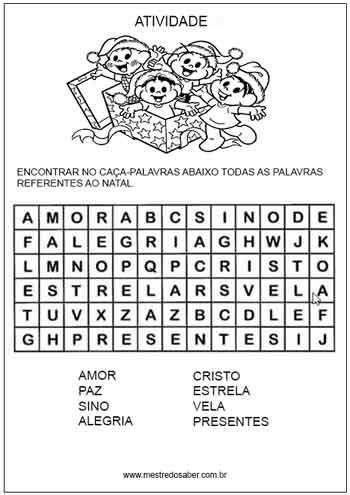 ATIVIDADE
ENCONTRAR NO CAÇA-PALAVRAS ABAIXO TODAS AS PALAVRAS
REFERENTES AO NATAL.
A M O R A B C S I N O D E
F A L E G R I A G H W J K
L M N O P Q P C R I S T O
E S T R E L A R S V E L A
T U V X Z A Z B C D L E F
G H P R E S E N T E S I J
AMOR CRISTO
PAZ ESTRELA
SINO VELA
ALEGRIA PRESENTES
www.mestredosaber.com.br